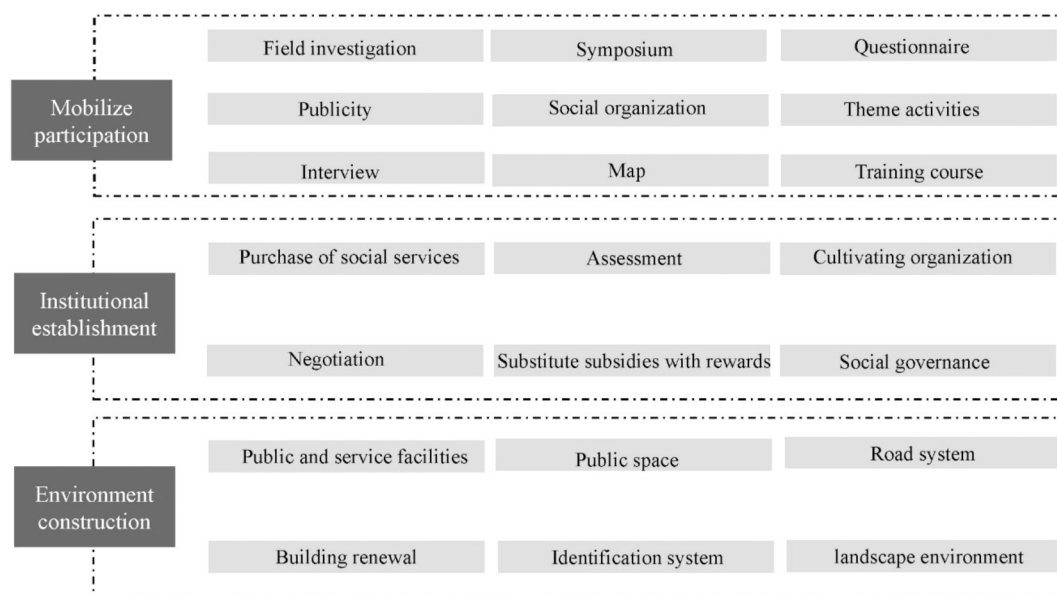 Field investigation
Symposium
Questionnaire
Mobilize
participation
Publicity
Social organization
Theme activities
Interview
Map
Training course
Purchase of social services
Assessment
Cultivating organization
Institutional
establishment
Negotiation
Substitute subsidies with rewards
Social governance
Public and service facilities
Public space
Road system
Environment
construction
Building renewal
Identification system
landscape environment